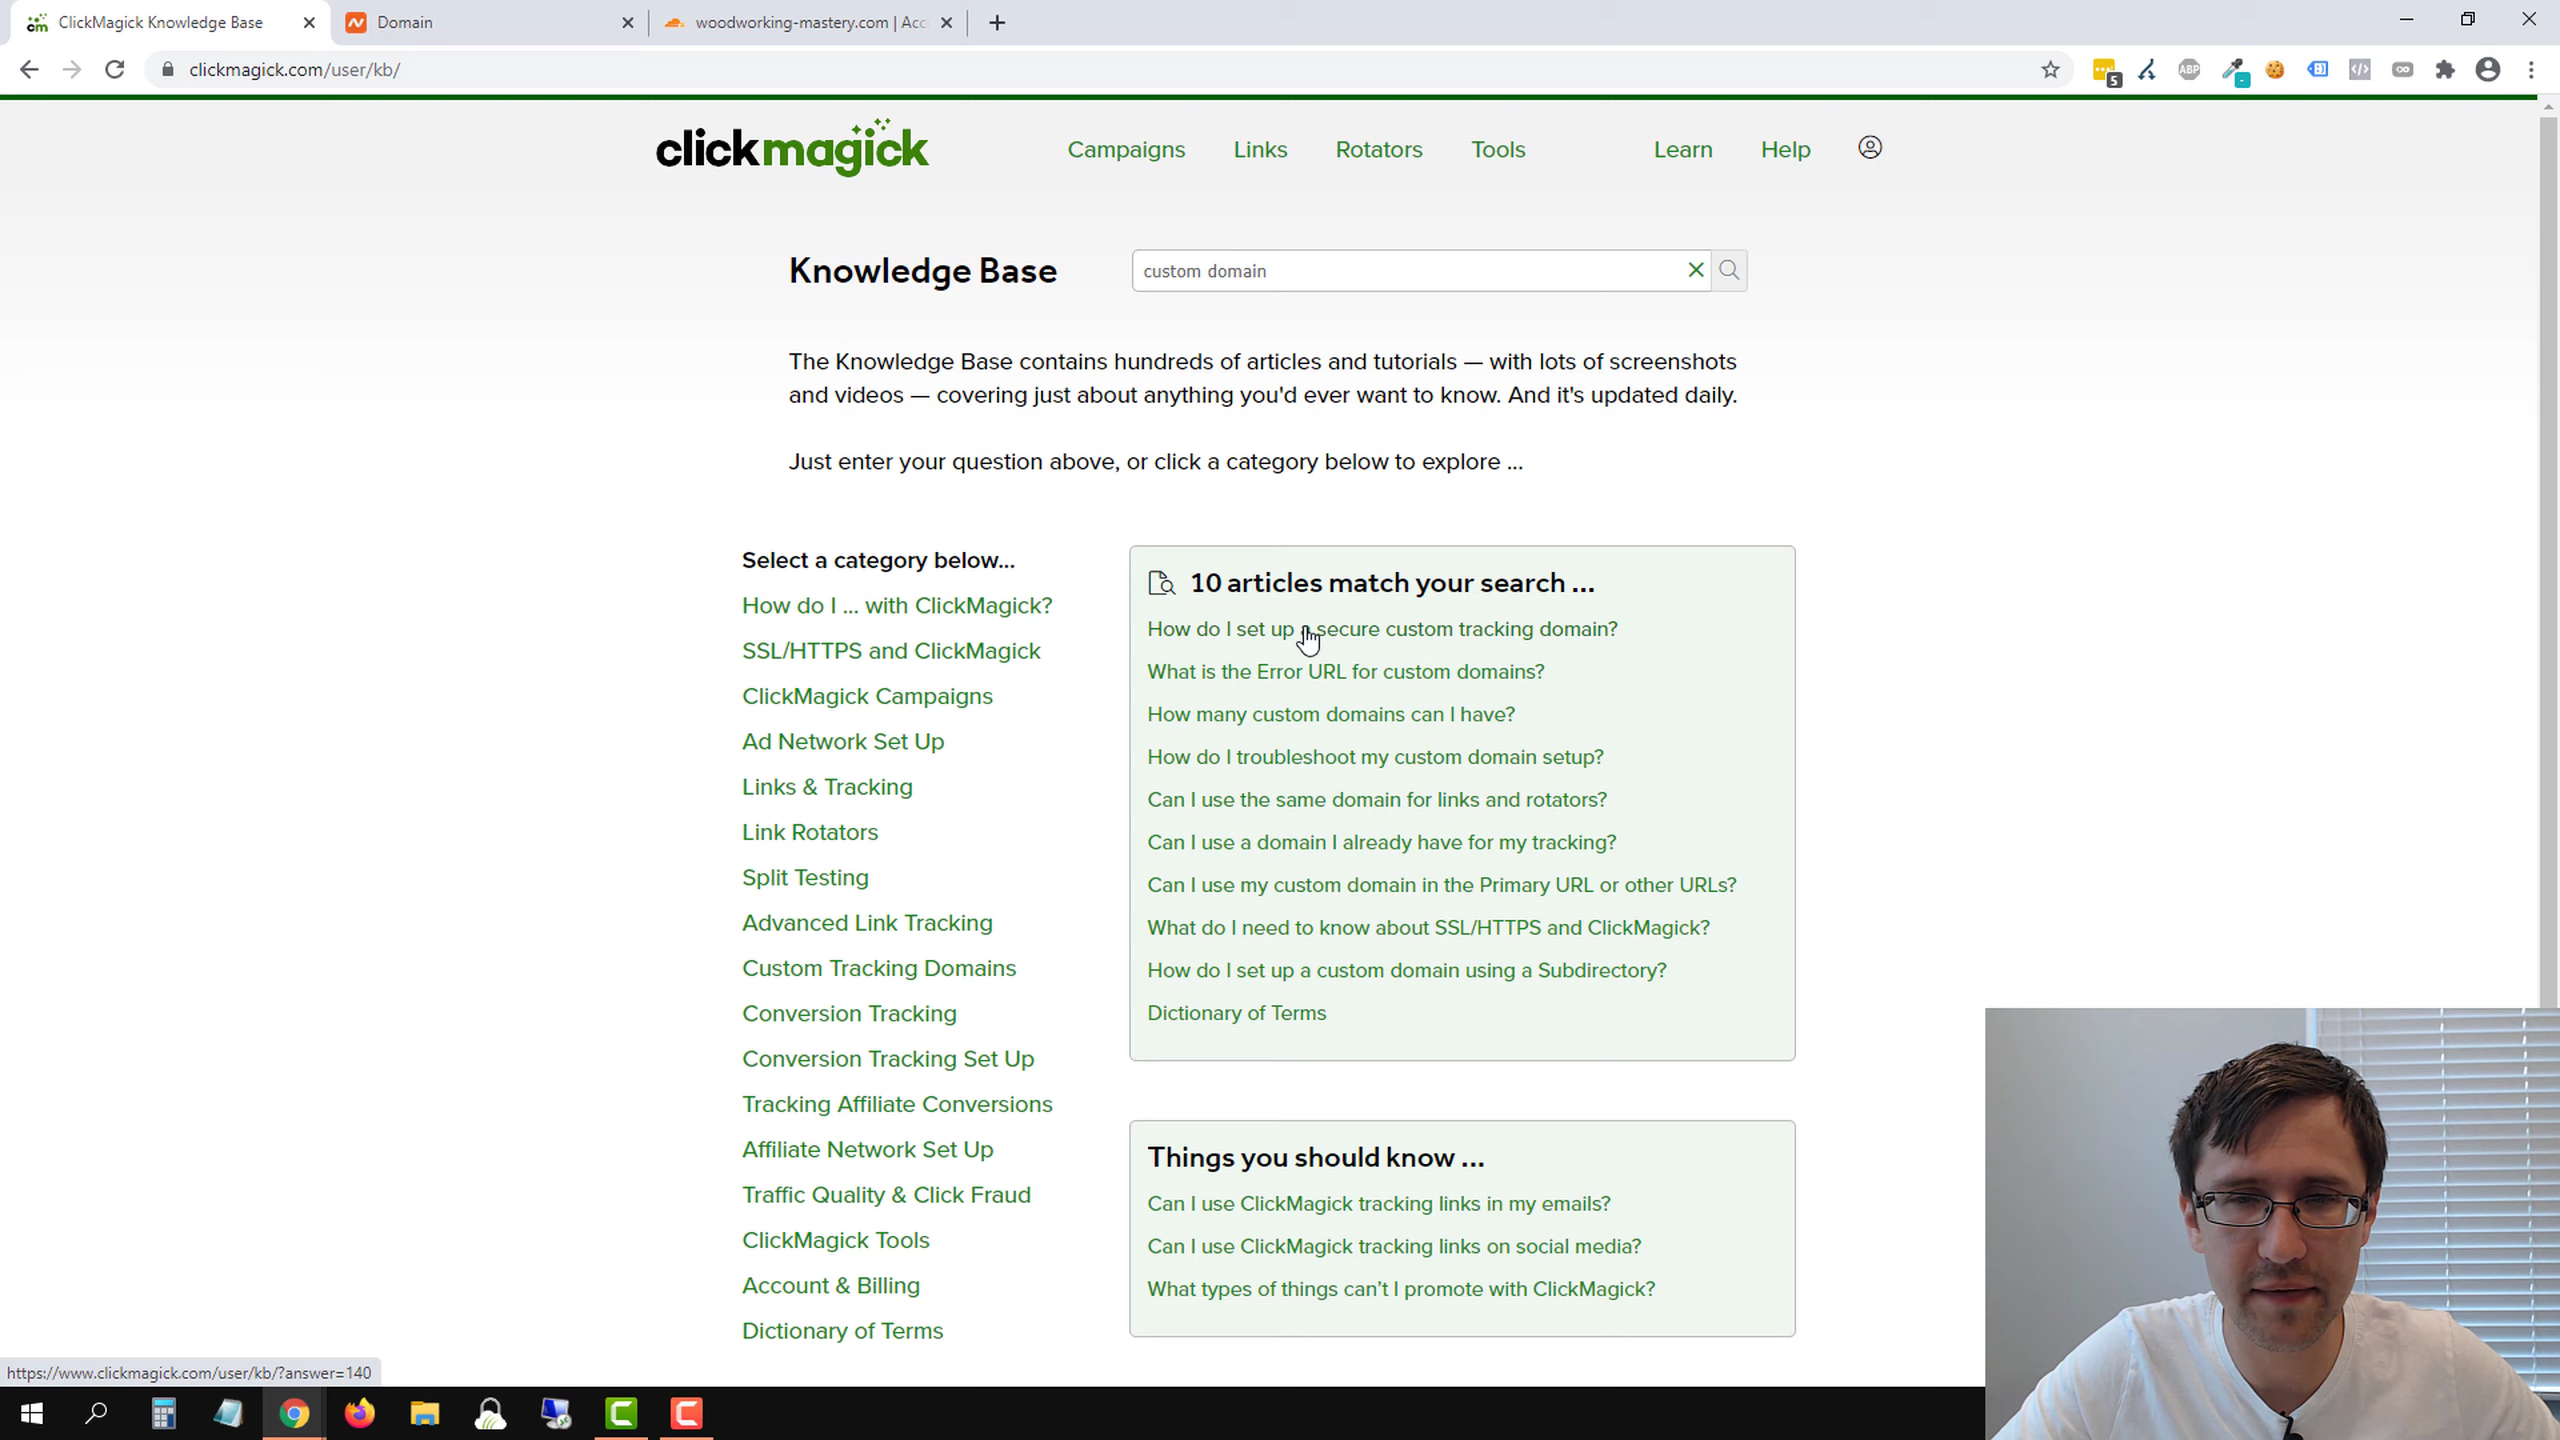 ClickMagick Knowledge Base
Domain
woodworking-mastery.com | Acc
clickmagick.com/user/kb/
5
ABP
clickmagick
Campaigns
Links
Rotators
Tools
Learn
Help
Knowledge Base
custom domain
The Knowledge Base contains hundreds of articles and tutorials — with lots of screenshots
and videos — covering just about anything you'd ever want to know. And it's updated daily.
Just enter your question above, or click a category below to explore ...
Select a category below...
How do I ... with ClickMagick?
SSL/HTTPS and ClickMagick
ClickMagick Campaigns
Ad Network Set Up
Links & Tracking
Link Rotators
Split Testing
Advanced Link Tracking
Custom Tracking Domains
Conversion Tracking
Conversion Tracking Set Up
Tracking Affiliate Conversions
Affiliate Network Set Up
Traffic Quality & Click Fraud
ClickMagick Tools
Account & Billing
Dictionary of Terms
10 articles match your search ...
How do I set up a secure custom tracking domain?
What is the Error URL for custom domains?
How many custom domains can I have?
How do I troubleshoot my custom domain setup?
Can I use the same domain for links and rotators?
Can I use a domain I already have for my tracking?
Can I use my custom domain in the Primary URL or other URLs?
What do I need to know about SSL/HTTPS and ClickMagick?
How do I set up a custom domain using a Subdirectory?
Dictionary of Terms
Things you should know ...
Can I use ClickMagick tracking links in my emails?
Can I use ClickMagick tracking links on social media?
What types of things can't I promote with ClickMagick?
https://www.clickmagick.com/user/kb/?answer=140